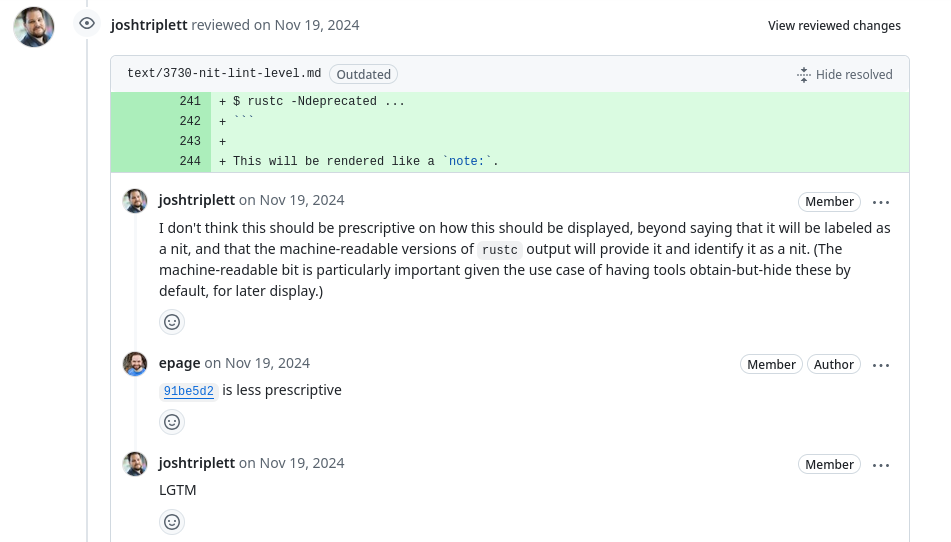 joshtriplett reviewed on Nov 19, 2024
View reviewed changes
text/3730-nit-lint-level.md Outdated
Hide resolved
241 + $ rustc -Ndeprecated ...
242 + ```
243 +
244 + This will be rendered like a `note:`.
joshtriplett on Nov 19, 2024
Member
I don't think this should be prescriptive on how this should be displayed, beyond saying that it will be labeled as
a nit, and that the machine-readable versions of rustc output will provide it and identify it as a nit. (The
machine-readable bit is particularly important given the use case of having tools obtain-but-hide these by
default, for later display.)
epage on Nov 19, 2024
Member Author
91be5d2 is less prescriptive
joshtriplett on Nov 19, 2024
Member
LGTM